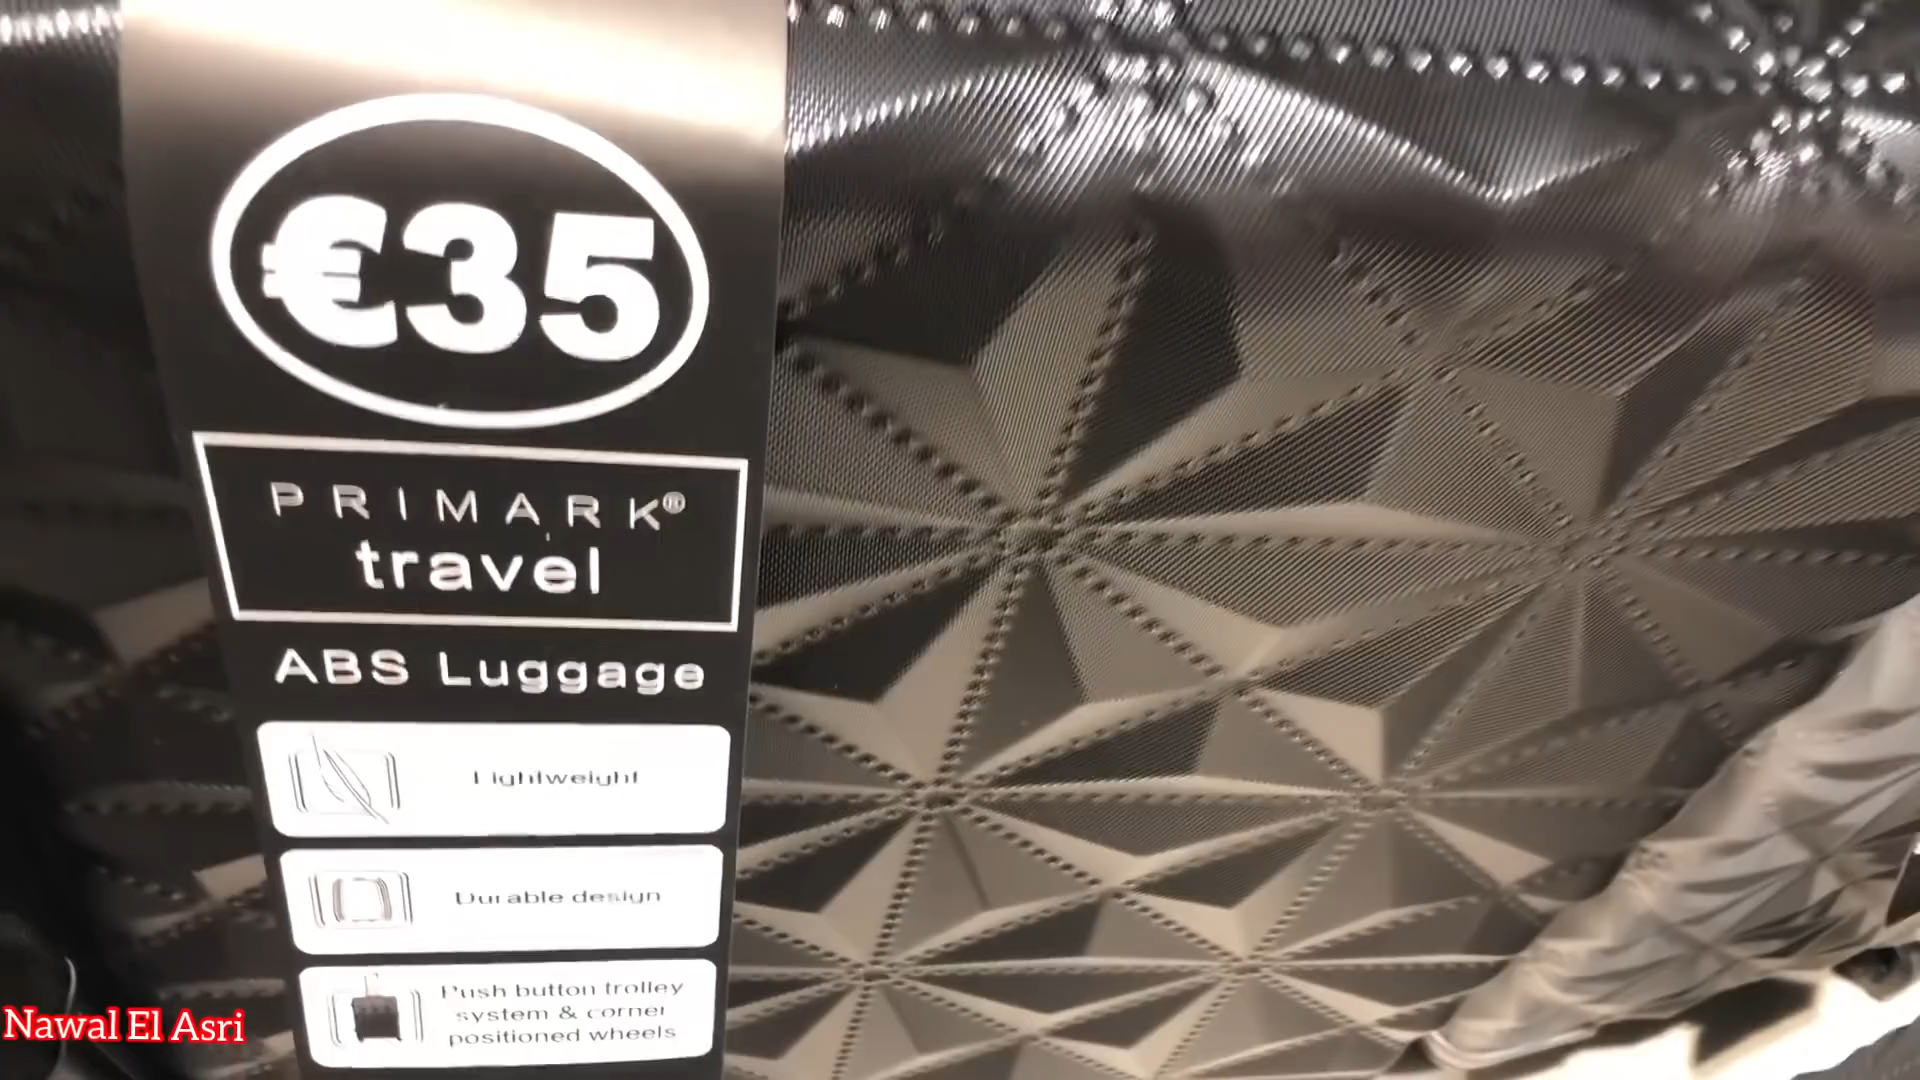 €35
PRIMARK®
travel
ABS Luggage
Lightweight
Durable design
Push button trolley
system & corner
positioned wheels
Nawal El Asri